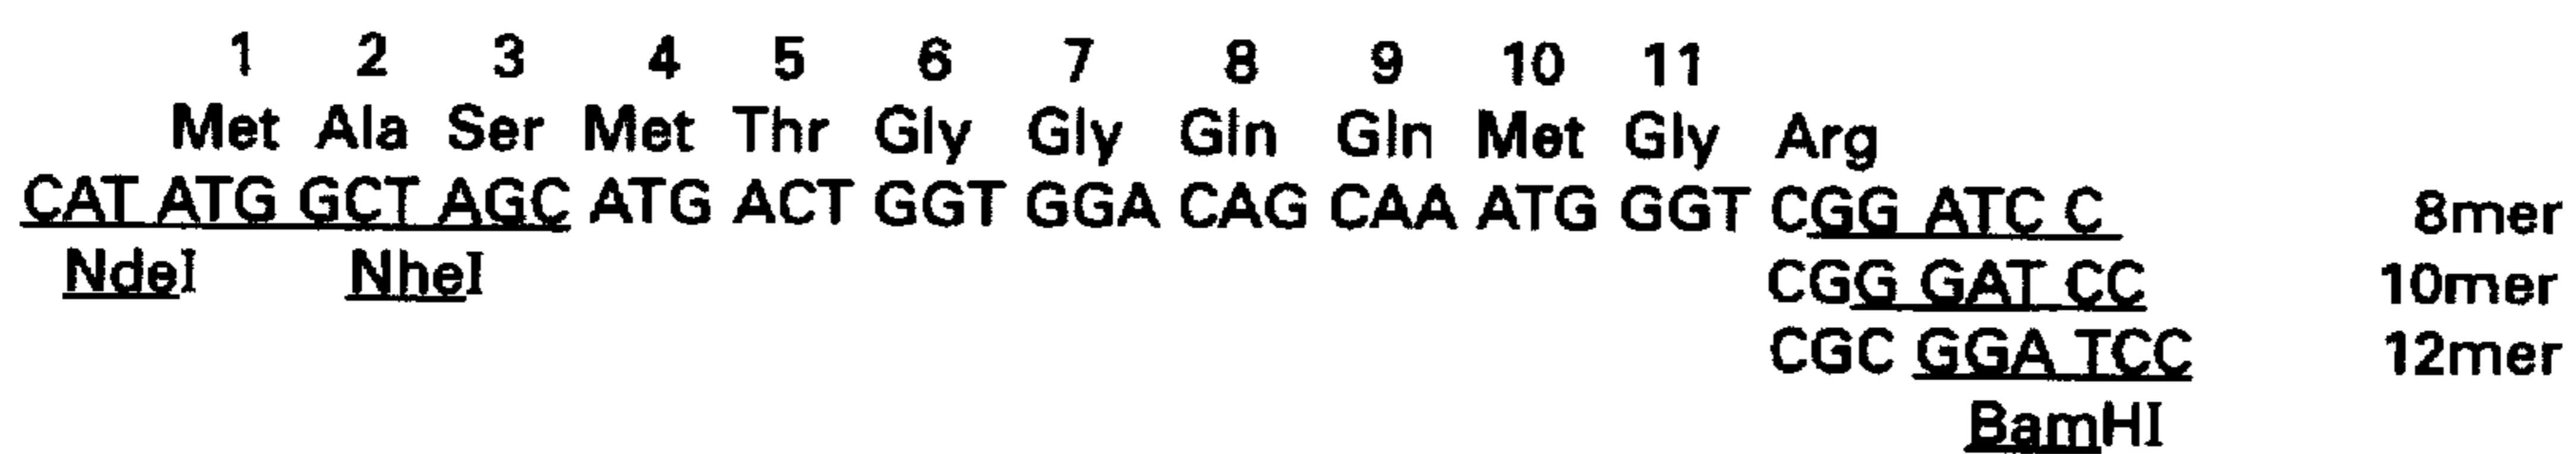 1 2 3 4 5 6 7 8 9 10 11
Met Ala Ser Met Thr Gly Gly Gln Gln Met Gly Arg
CAT ATG GCT AGC ATG ACT GGT GGA CAG CAA ATG GGT CGG ATC C 8mer
NdeI NheI CGG GAT CC 10mer
CGC GGA TCC 12mer
BamHI